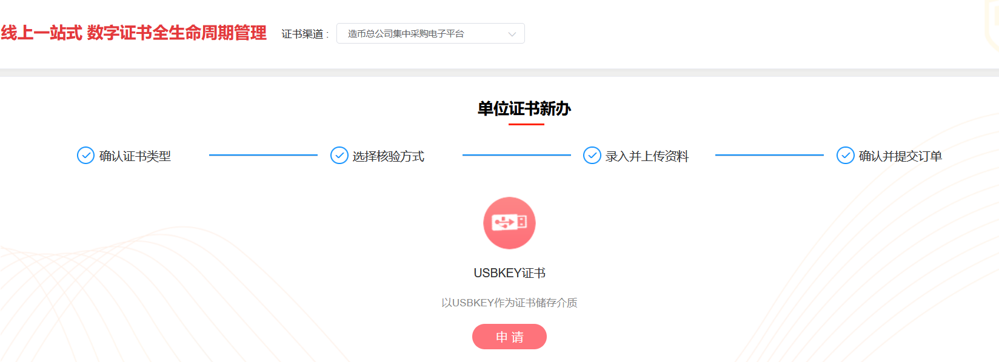 线上一站式 数字证书全生命周期管理 证书渠道 : 造币总公司集中采购电子平台
单位证书新办
确认证书类型 选择核验方式 录入并上传资料 确认并提交订单
USBKEY证书
以USBKEY作为证书储存介质
申 请